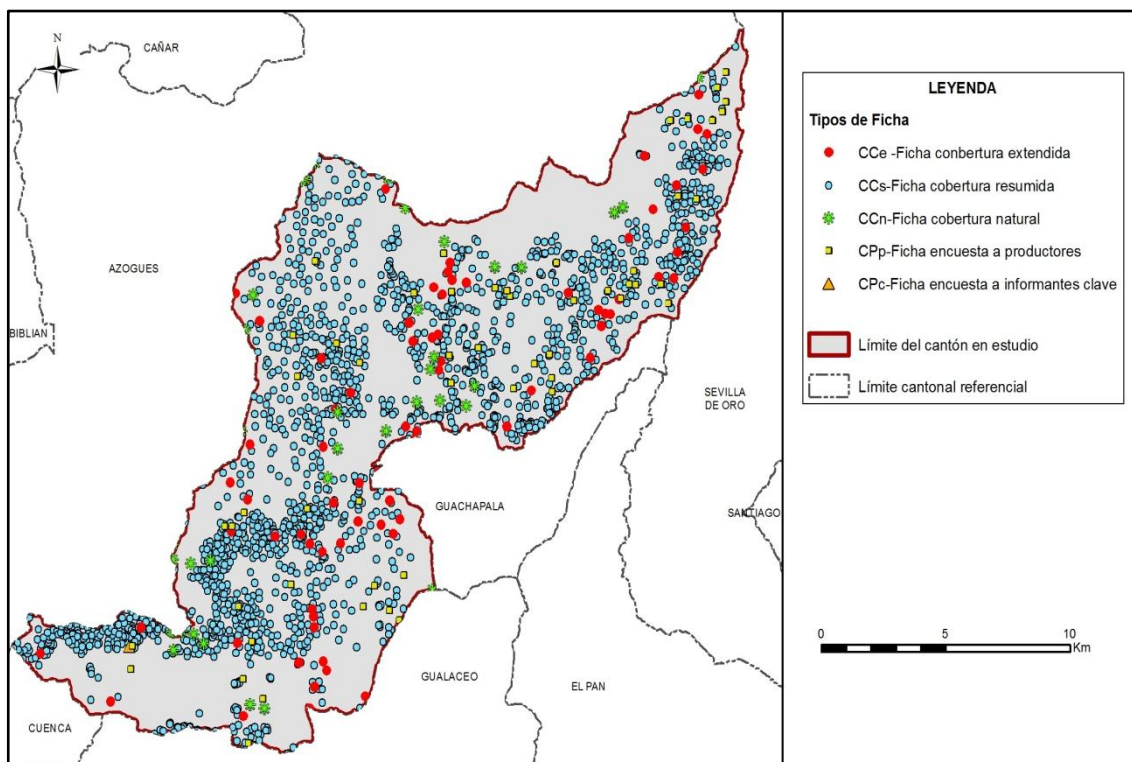 N
CAÑAR
AZOGUES
BIBLIAN
SEVILLA
DE ORO
GUACHAPALA
SANTIAGO
GUALACEO
EL PAN
CUENCA
LEYENDA
Tipos de Ficha
CCe -Ficha conbertura extendida
CCs-Ficha cobertura resumida
CCn-Ficha cobertura natural
CPp-Ficha encuesta a productores
CPc-Ficha encuesta a informantes clave
Límite del cantón en estudio
Límite cantonal referencial
0 5 10
Km